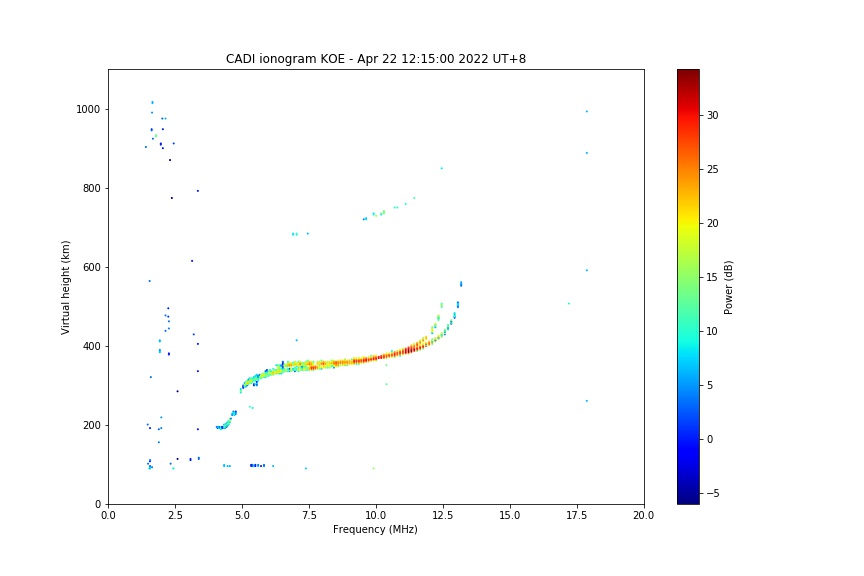 CADI ionogram KOE - Apr 22 12:15:00 2022 UT+8
1000
800
600
400
200
0
Virtual height (km)
0.0 2.5 5.0 7.5 10.0 12.5 15.0 17.5 20.0
Frequency (MHz)
30
25
20
15
10
5
0
−5
Power (dB)